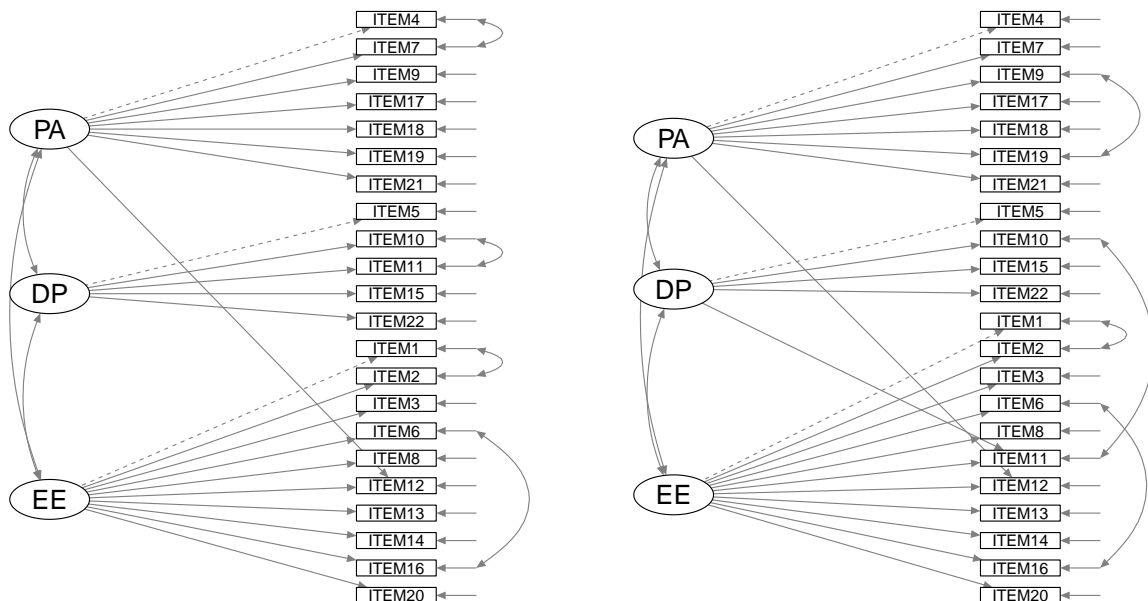 ITEM4
ITEM7
ITEM9
ITEM17
ITEM18
ITEM19
ITEM21
ITEM5
ITEM10
ITEM11
ITEM15
ITEM22
ITEM1
ITEM2
ITEM3
ITEM6
ITEM8
ITEM12
ITEM13
ITEM14
ITEM16
ITEM20
PA
DP
EE
ITEM4
ITEM7
ITEM9
ITEM17
ITEM18
ITEM19
ITEM21
ITEM5
ITEM10
ITEM15
ITEM22
ITEM1
ITEM2
ITEM3
ITEM6
ITEM8
ITEM11
ITEM12
ITEM13
ITEM14
ITEM16
ITEM20
PA
DP
EE